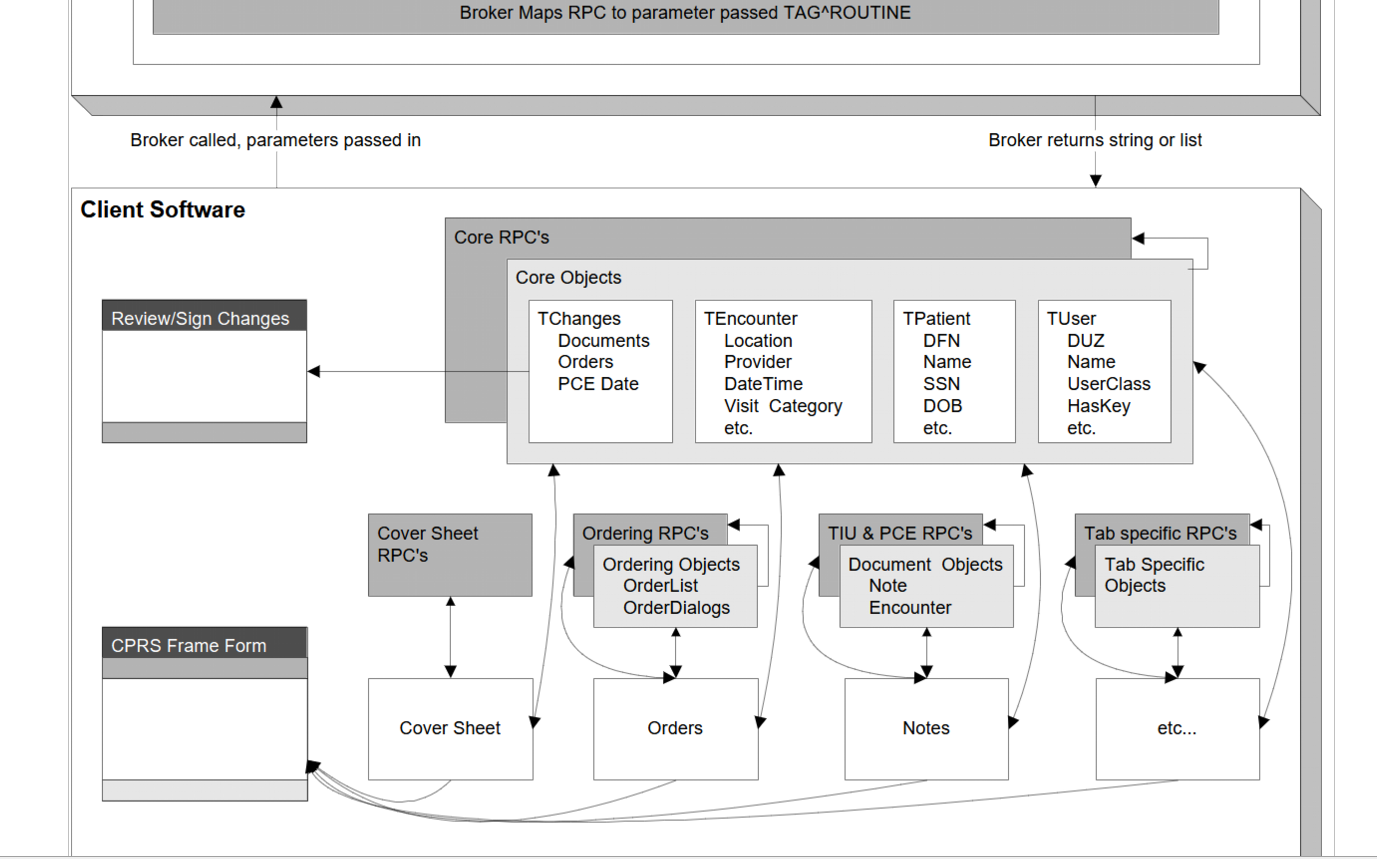 Broker Maps RPC to parameter passed TAG^ROUTINE
Broker called, parameters passed in
Broker returns string or list
Client Software
Core RPC's
Core Objects
Review/Sign Changes
TChanges
Documents
Orders
PCE Date
TEncounter
Location
Provider
DateTime
Visit Category
etc.
TPatient
DFN
Name
SSN
DOB
etc.
TUser
DUZ
Name
UserClass
HasKey
etc.
Cover Sheet
RPC's
Ordering RPC's
Ordering Objects
OrderList
OrderDialogs
TIU & PCE RPC's
Document Objects
Note
Encounter
Tab specific RPC's
Tab Specific
Objects
CPRS Frame Form
Cover Sheet
Orders
Notes
etc...